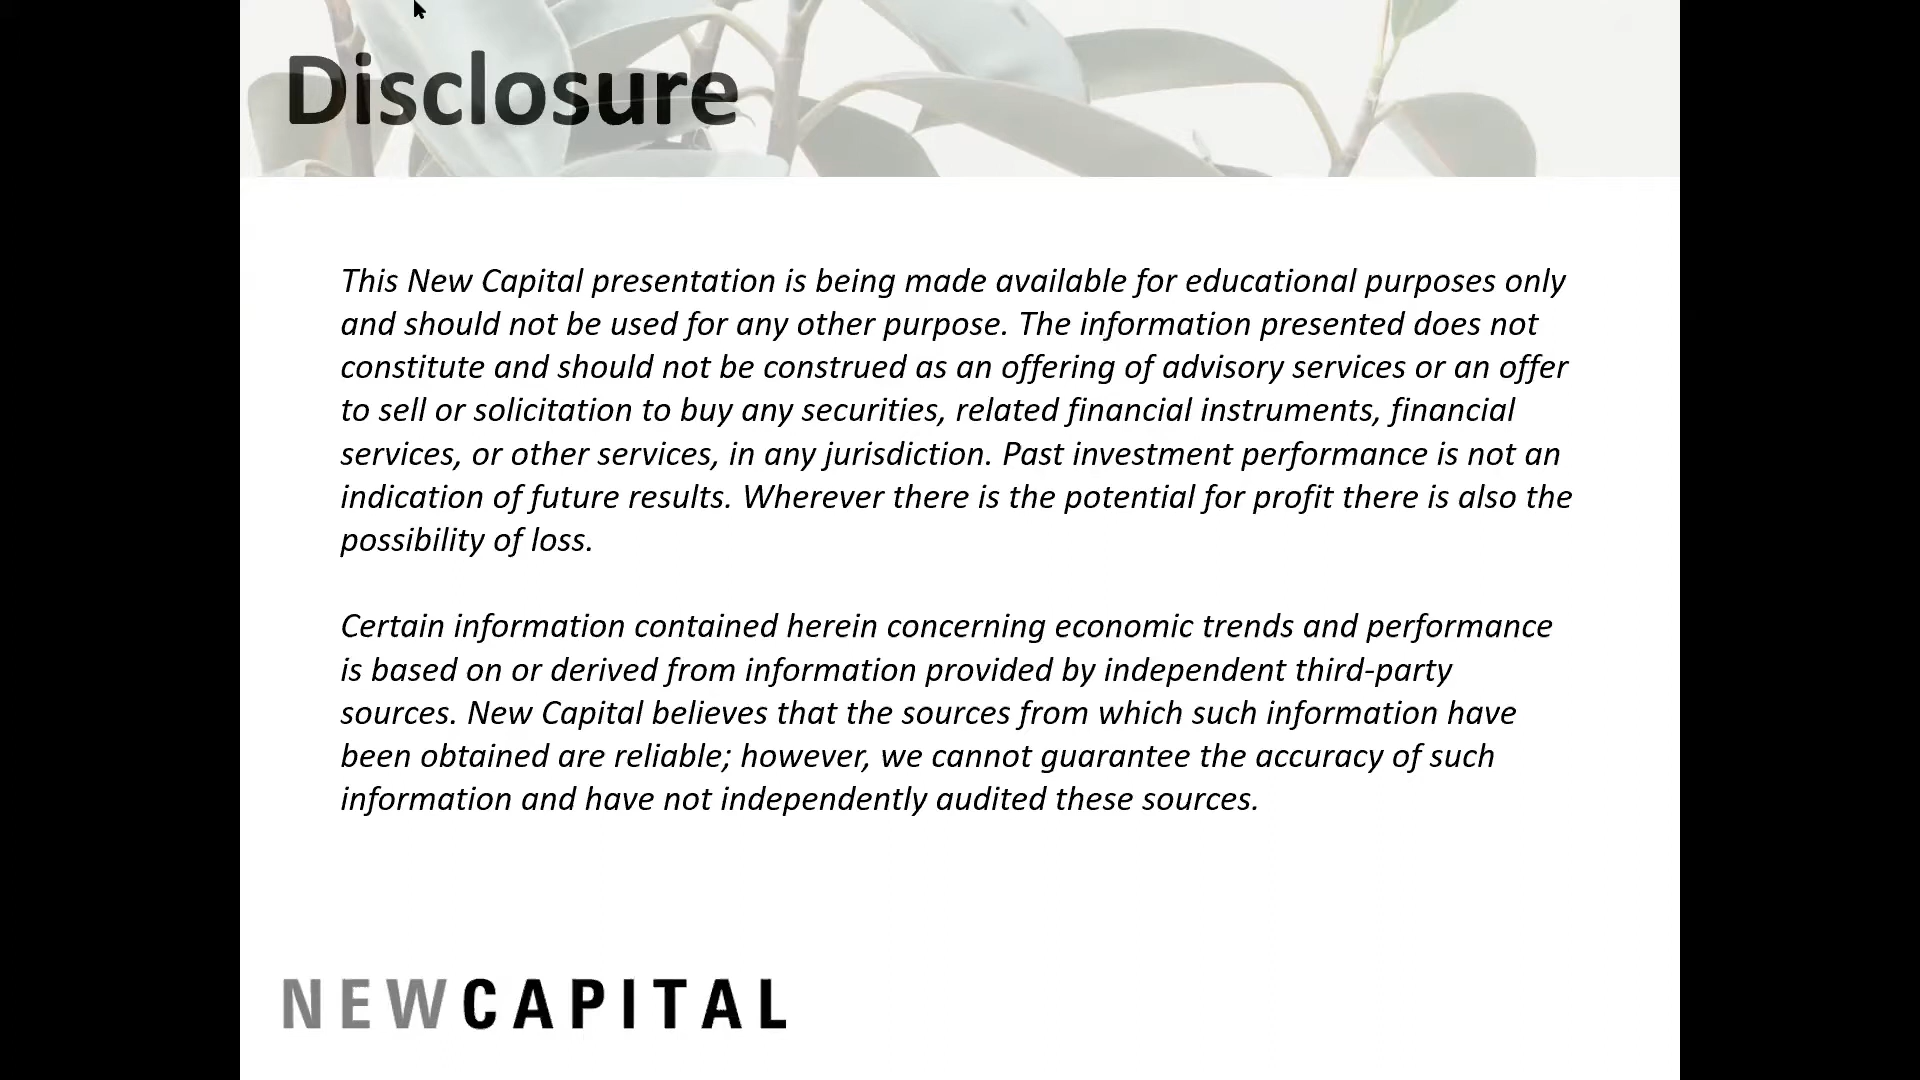 Disclosure
This New Capital presentation is being made available for educational purposes only
and should not be used for any other purpose. The information presented does not
constitute and should not be construed as an offering of advisory services or an offer
to sell or solicitation to buy any securities, related financial instruments, financial
services, or other services, in any jurisdiction. Past investment performance is not an
indication of future results. Wherever there is the potential for profit there is also the
possibility of loss.
Certain information contained herein concerning economic trends and performance
is based on or derived from information provided by independent third-party
sources. New Capital believes that the sources from which such information have
been obtained are reliable; however, we cannot guarantee the accuracy of such
information and have not independently audited these sources.
NEWCAPITAL